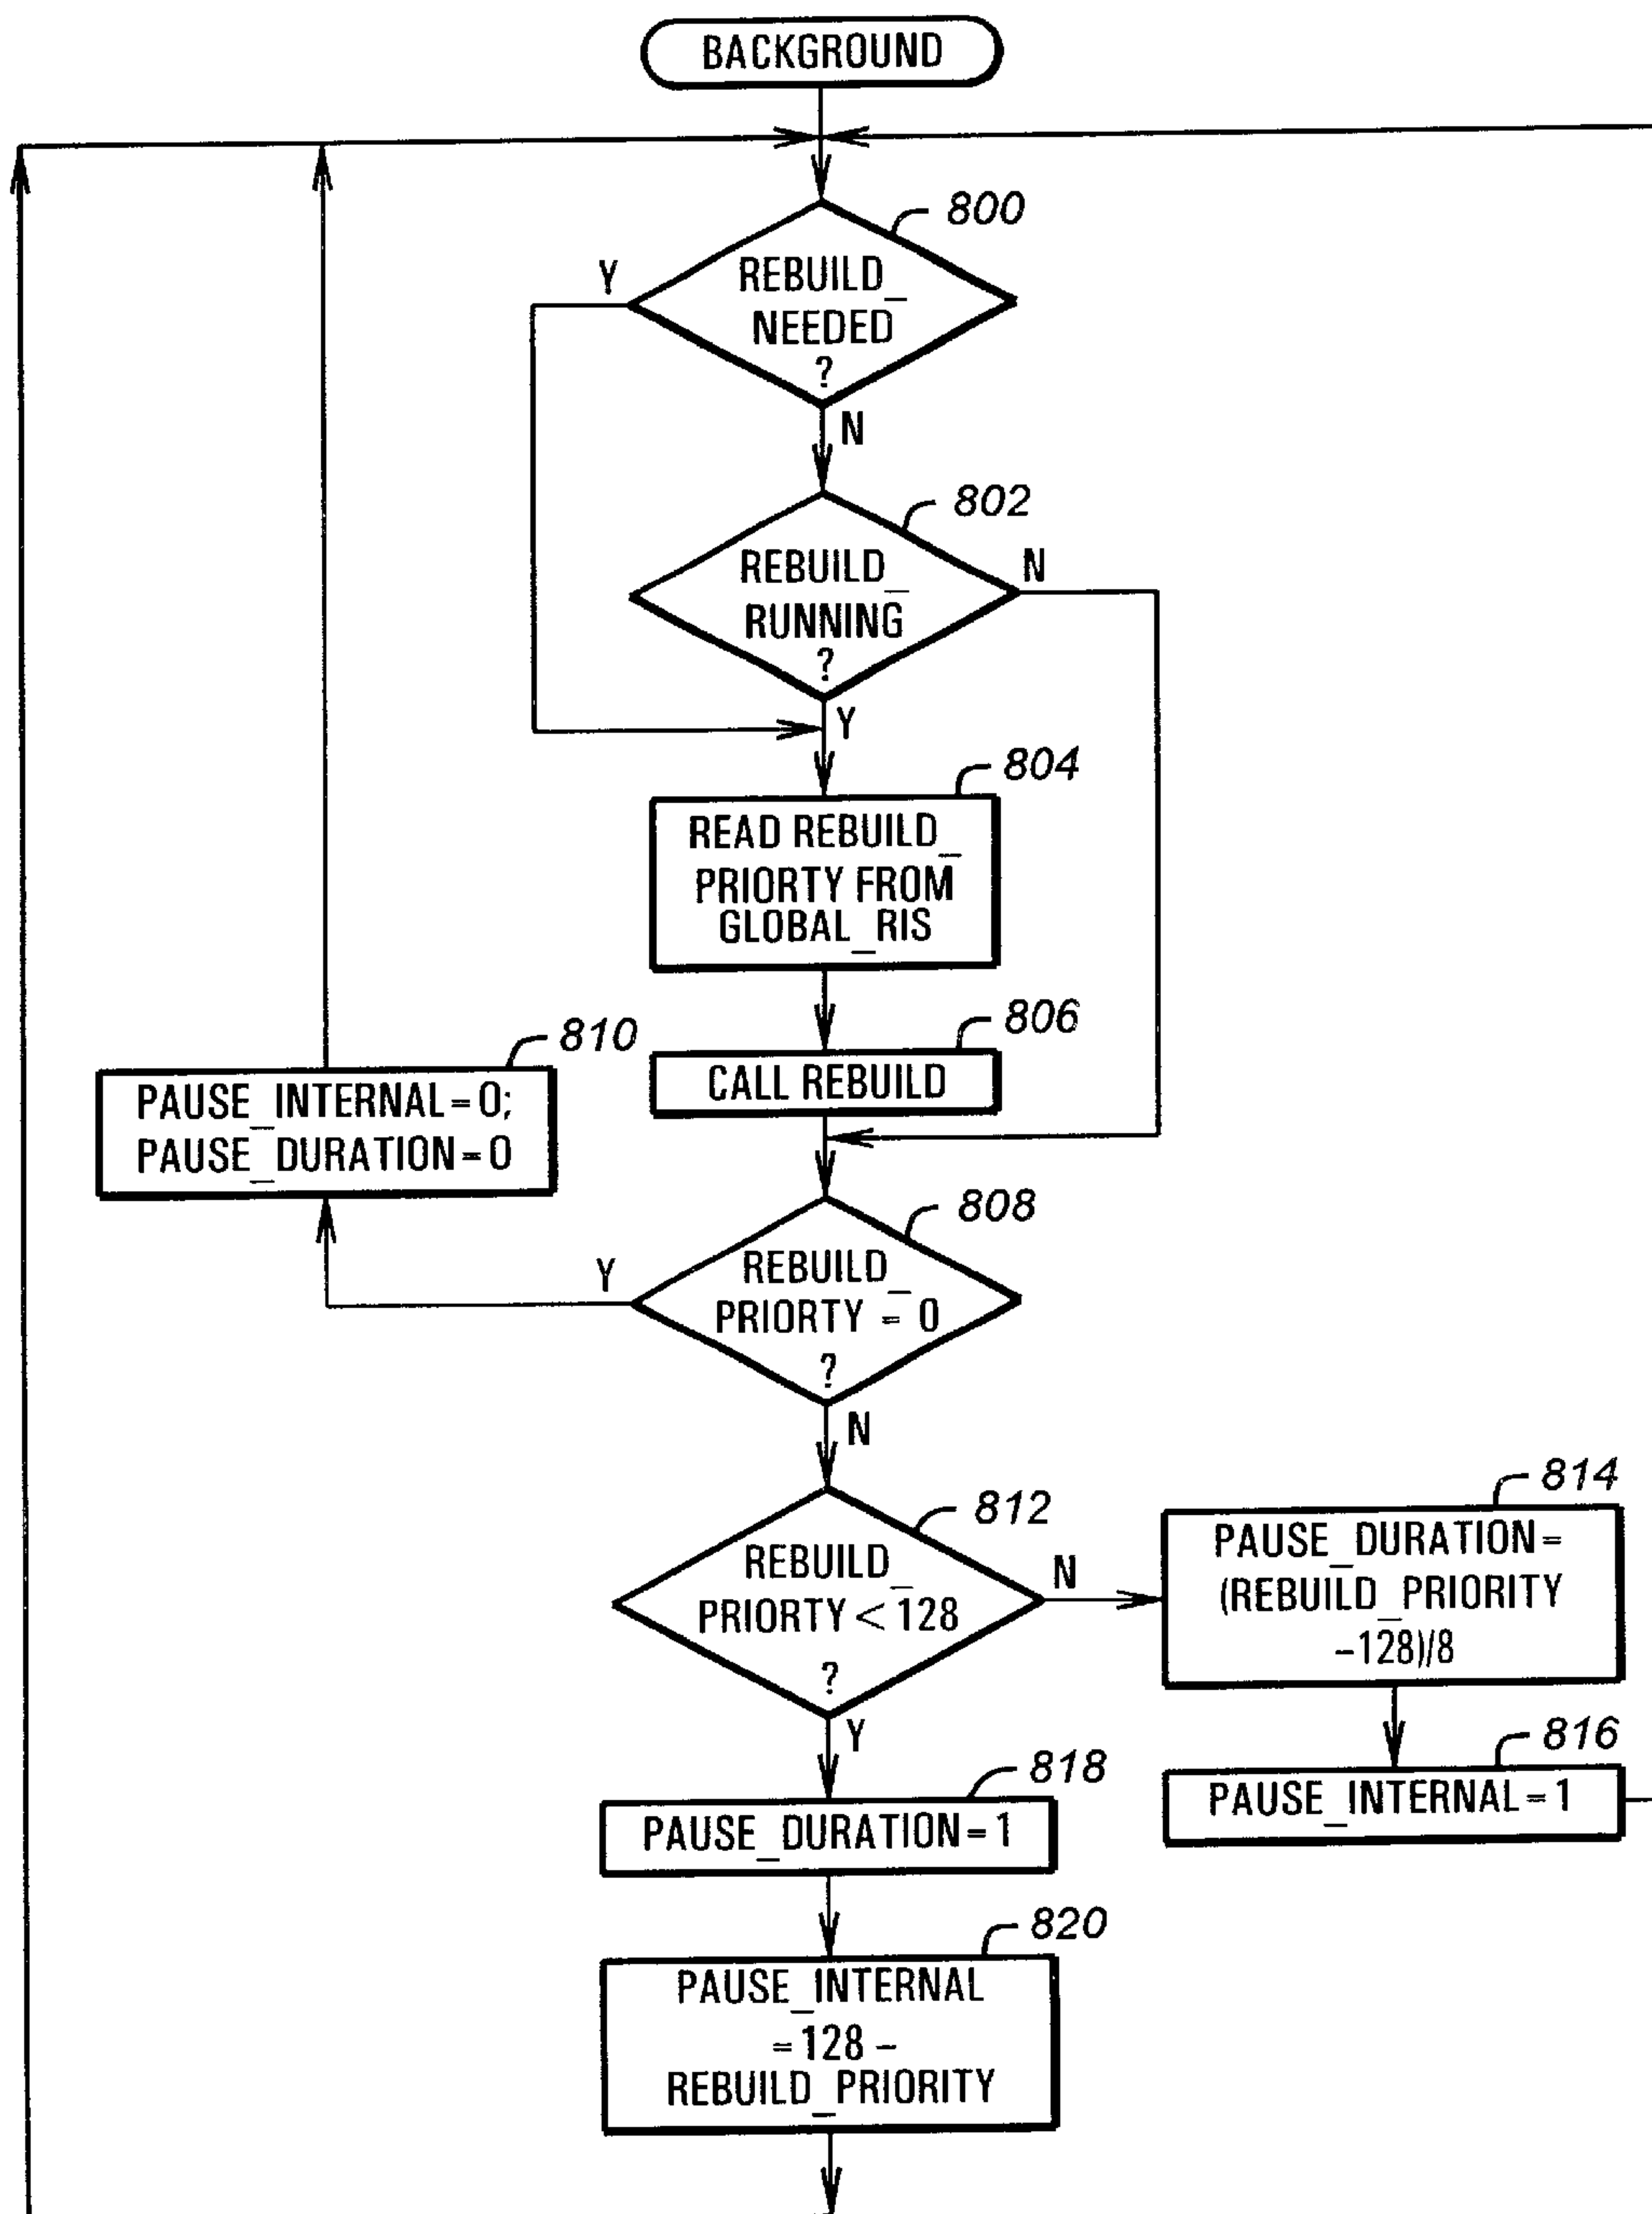 BACKGROUND
800
Y
REBUILD_
NEEDED
?
N
802
REBUILD_
RUNNING
?
N
Y
804
READ REBUILD_
PRIORTY FROM
GLOBAL_RIS
806
CALL REBUILD
810
PAUSE_INTERNAL=0;
PAUSE_DURATION=0
808
Y
REBUILD_
PRIORTY = 0
?
N
812
REBUILD_
PRIORTY < 128
?
N
Y
814
PAUSE_DURATION=
(REBUILD_PRIORITY
-128)/8
816
PAUSE_INTERNAL=1
818
PAUSE_DURATION=1
820
PAUSE_INTERNAL
=128 -
REBUILD_PRIORITY